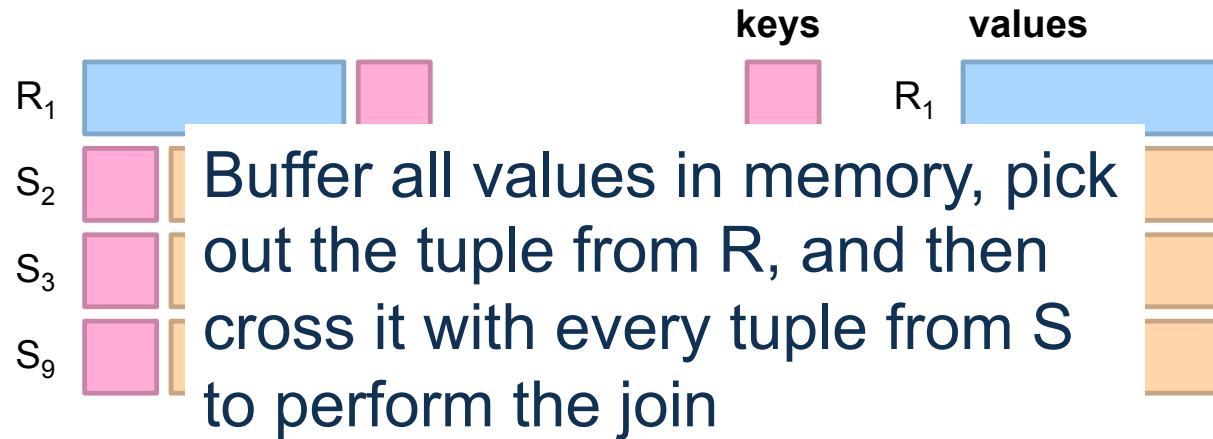 keys values
R₁ R₁
S₂
S₃
S₉
Buffer all values in memory, pick
out the tuple from R, and then
cross it with every tuple from S
to perform the join